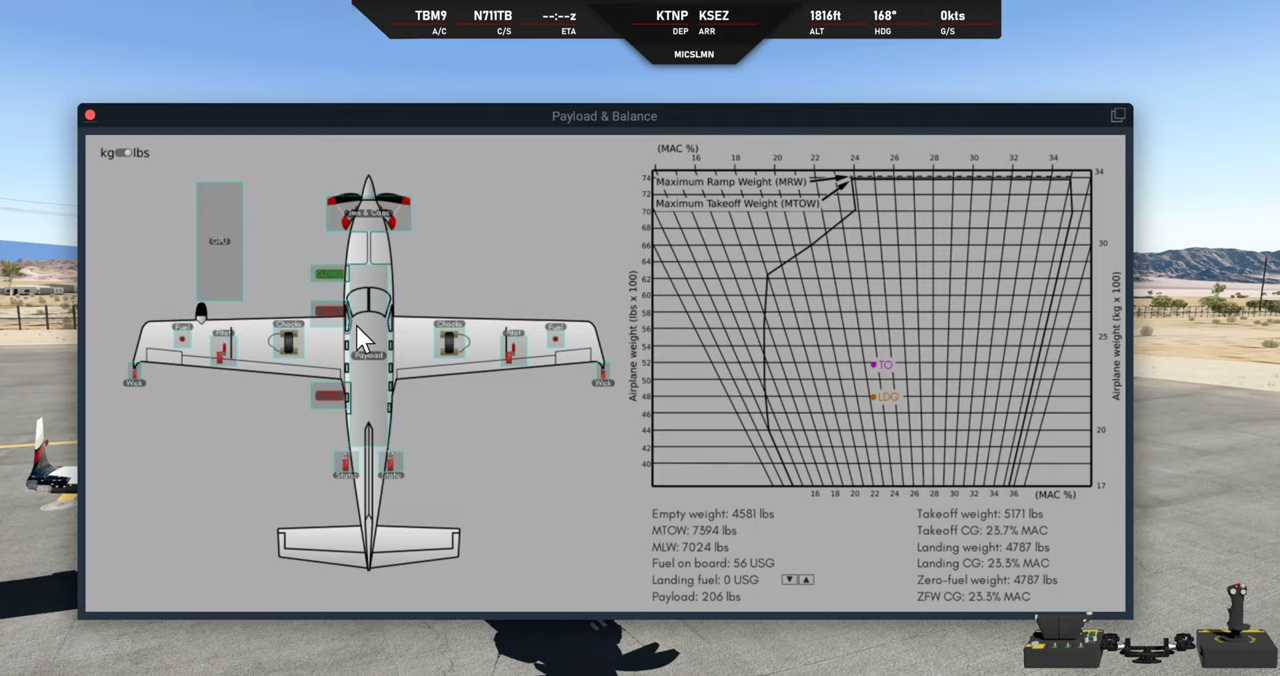 TBM9 N711TB --:--z KTNP KSEZ 1816ft 168° 0kts
A/C C/S ETA DEP ARR ALT HDG G/S
MICSLMN
Payload & Balance
kg lbs
GPU
CLOSED
Fuel
Pitot
Chocks
Chocks
Pitot
Fuel
Payload
Wick
Wick
Static
Static
(MAC %)
16 18 20 22 24 26 28 30 32 34
Maximum Ramp Weight (MRW)
Maximum Takeoff Weight (MTOW)
Airplane weight (lbs x 100)
74
70
68
66
64
62
60
58
56
54
52
50
48
46
44
42
40
TO
LDG
34
30
25
20
17
Airplane weight (kg x 100)
16 18 20 22 24 26 28 30 32 34 36 (MAC %)
Empty weight: 4581 lbs
MTOW: 7394 lbs
MLW: 7024 lbs
Fuel on board: 56 USG
Landing fuel: 0 USG
Payload: 206 lbs
Takeoff weight: 5171 lbs
Takeoff CG: 23.7% MAC
Landing weight: 4787 lbs
Landing CG: 23.3% MAC
Zero-fuel weight: 4787 lbs
ZFW CG: 23.3% MAC